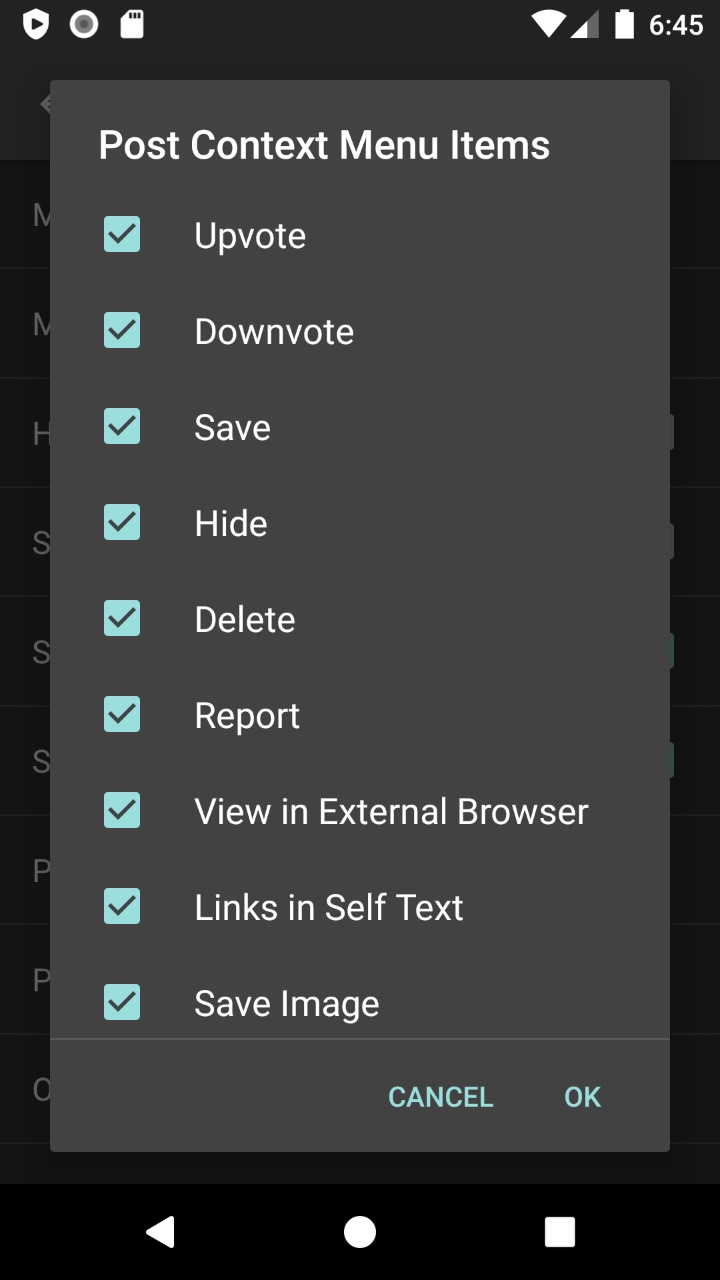 6:45
Post Context Menu Items
Upvote
Downvote
Save
Hide
Delete
Report
View in External Browser
Links in Self Text
Save Image
CANCEL OK